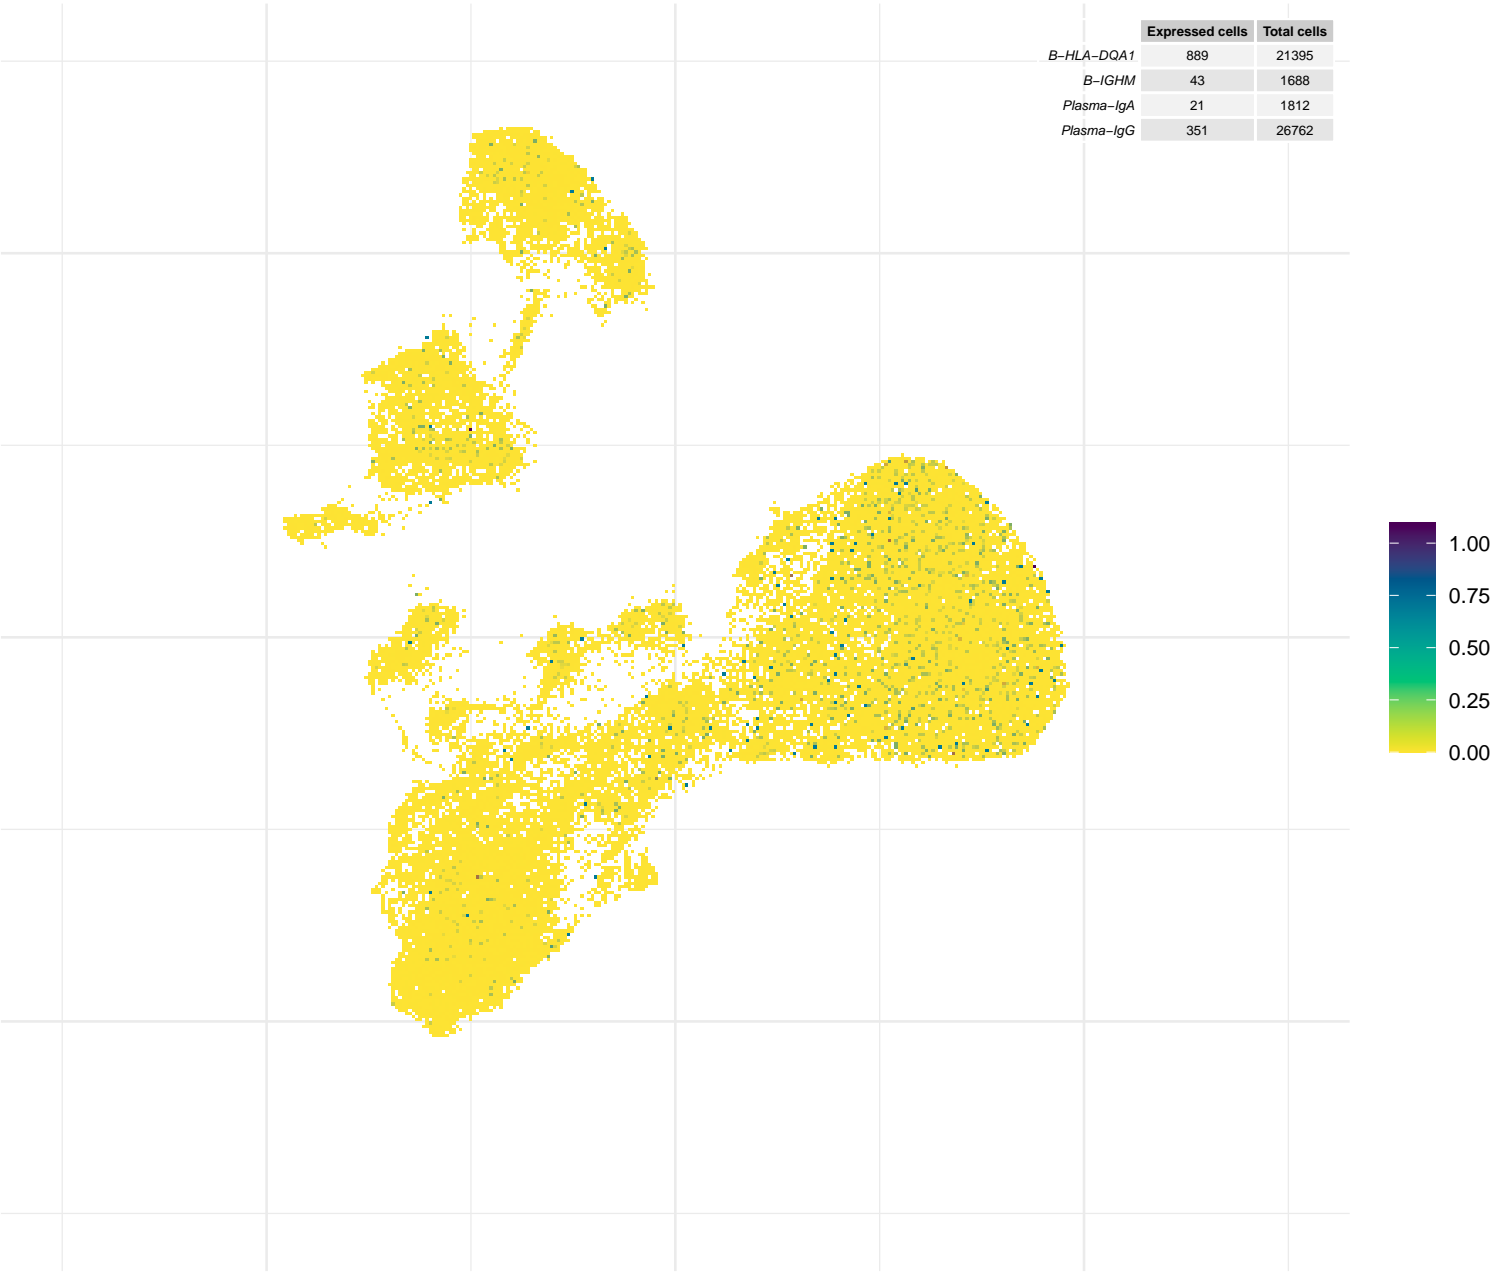 Expressed cells Total cells
B−HLA−DQA1 889 21395
B−IGHM 43 1688
Plasma−IgA 21 1812
Plasma−IgG 351 26762
1.00
0.75
0.50
0.25
0.00